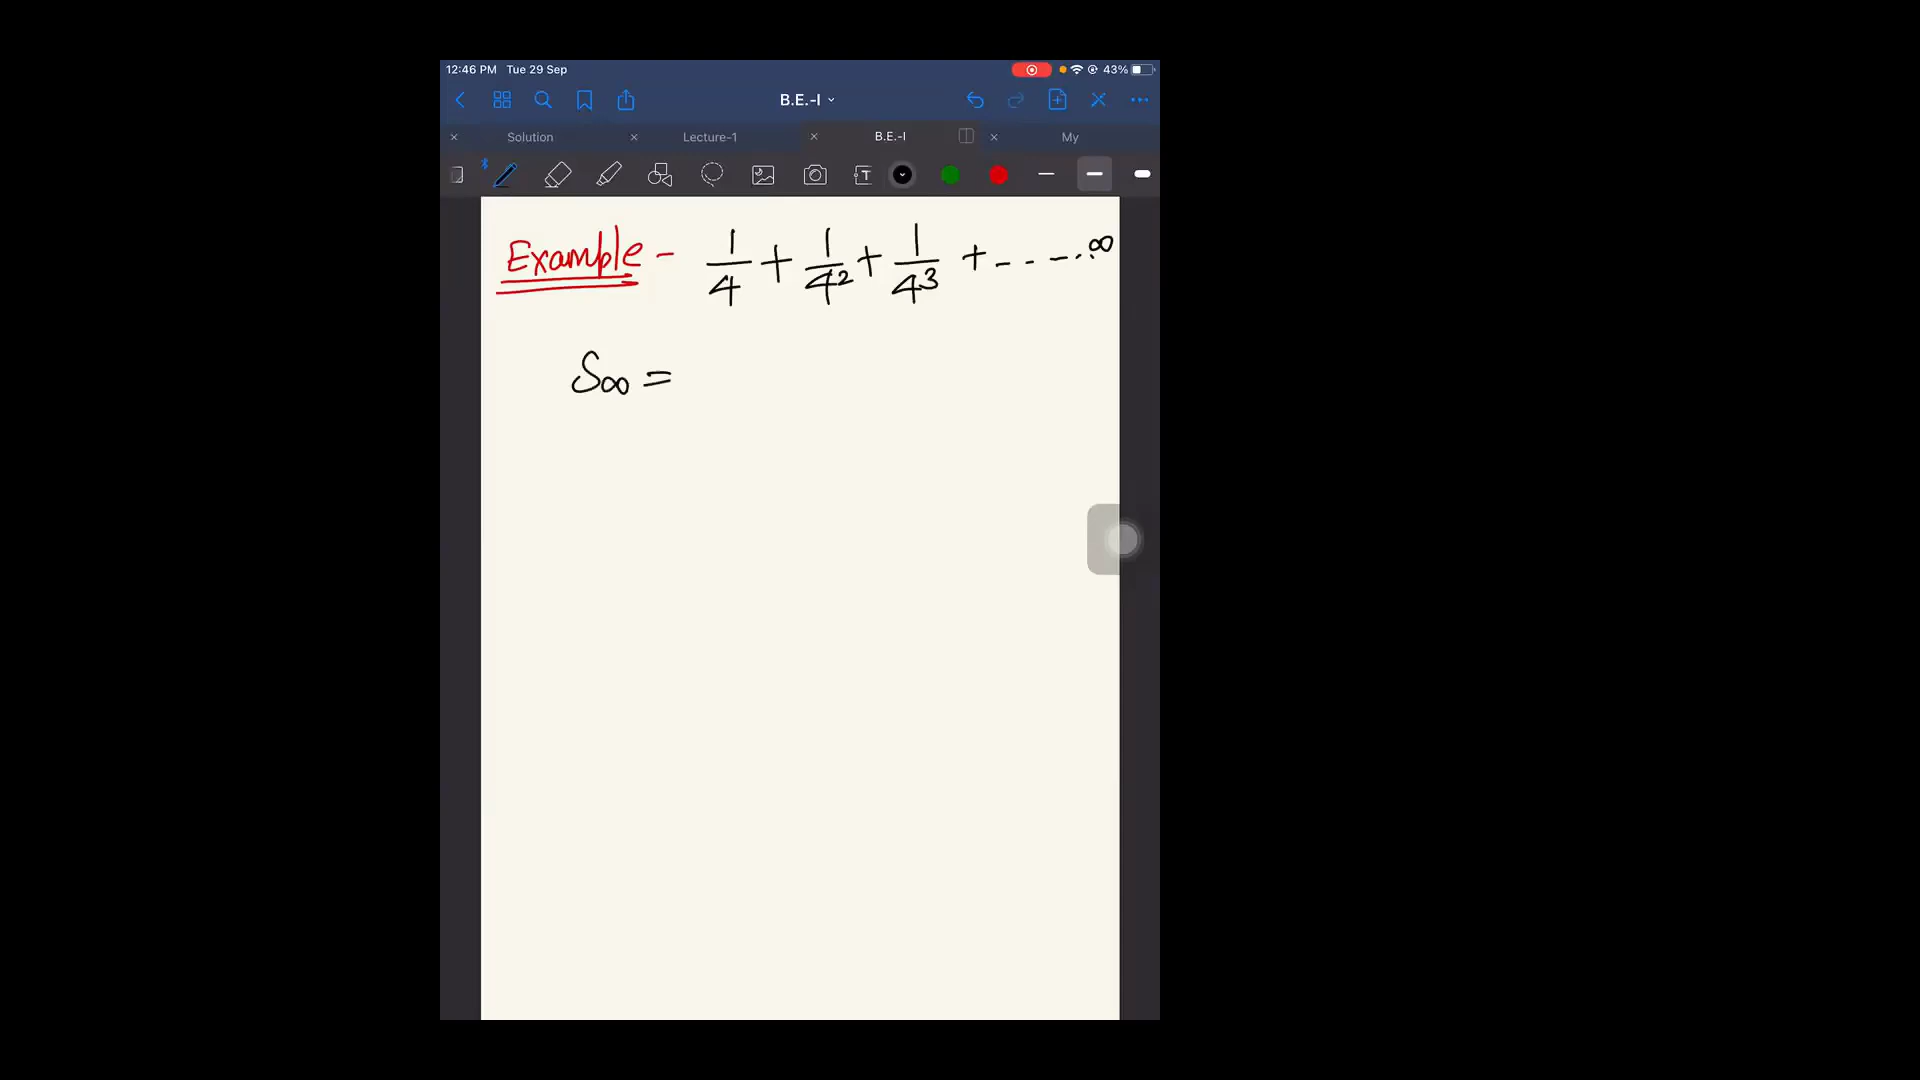 12:46 PM Tue 29 Sep 43%
B.E.-I
Solution Lecture-1 B.E.-I My
T
Example - 1/4 + 1/4² + 1/4³ + - - - . . ∞
S∞ =